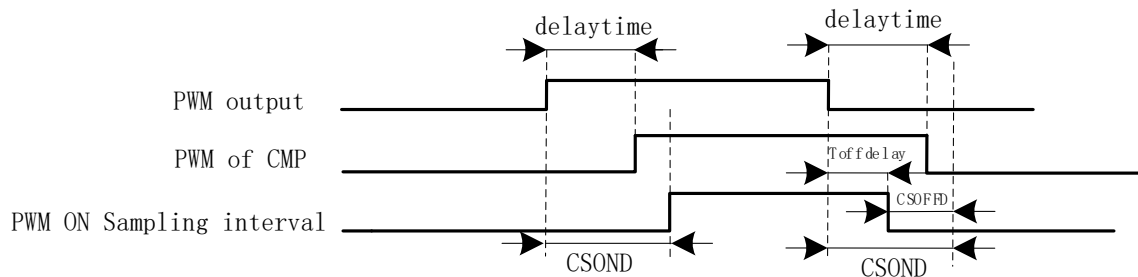 delaytime
delaytime
PWM output
PWM of CMP
Toffdelay
CSOFFD
PWM ON Sampling interval
CSOND
CSOND